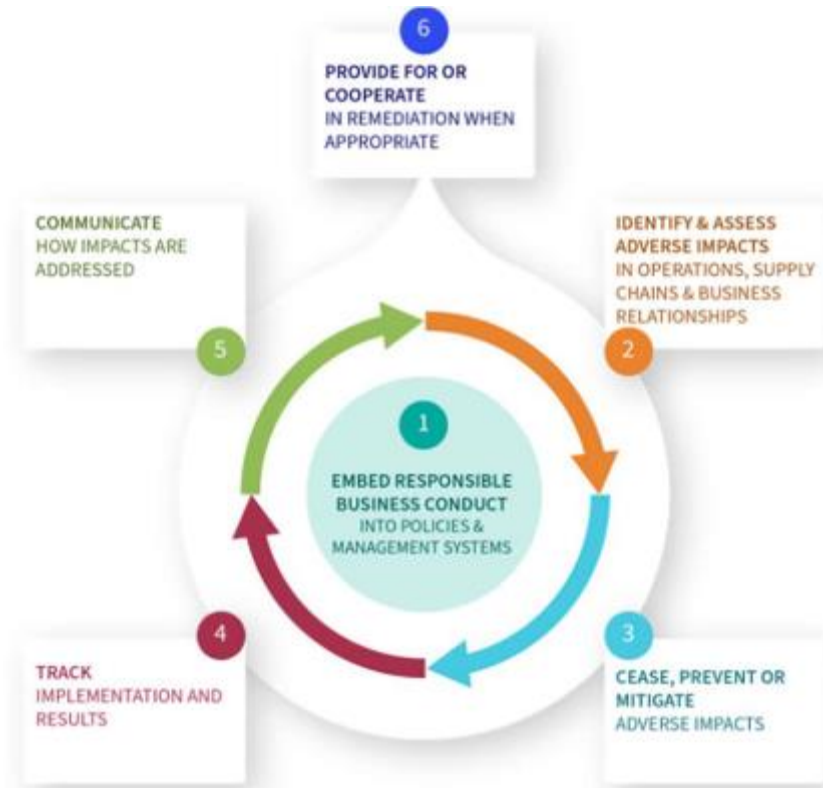 6
PROVIDE FOR OR
COOPERATE
IN REMEDIATION WHEN
APPROPRIATE
COMMUNICATE
HOW IMPACTS ARE
ADDRESSED
5
IDENTIFY & ASSESS
ADVERSE IMPACTS
IN OPERATIONS, SUPPLY
CHAINS & BUSINESS
RELATIONSHIPS
2
1
EMBED RESPONSIBLE
BUSINESS CONDUCT
INTO POLICIES &
MANAGEMENT SYSTEMS
4
TRACK
IMPLEMENTATION AND
RESULTS
3
CEASE, PREVENT OR
MITIGATE
ADVERSE IMPACTS